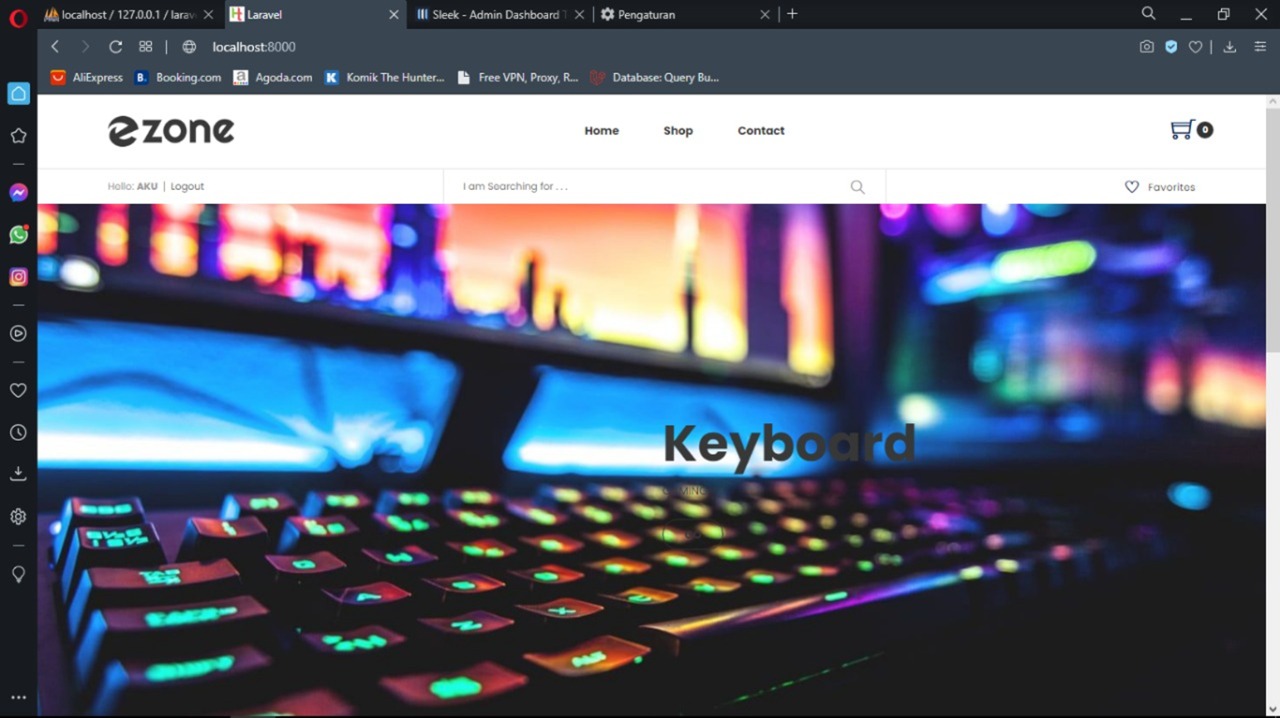 localhost / 127.0.0.1 / larav
Laravel
Sleek - Admin Dashboard T
Pengaturan
localhost:8000
AliExpress
B. Booking.com
a Agoda.com
K Komik The Hunter...
Free VPN, Proxy, R...
Database: Query Bu...
ezone
Home
Shop
Contact
0
Hello: AKU | Logout
I am Searching for . . .
Favorites
Keyboard
GAMING